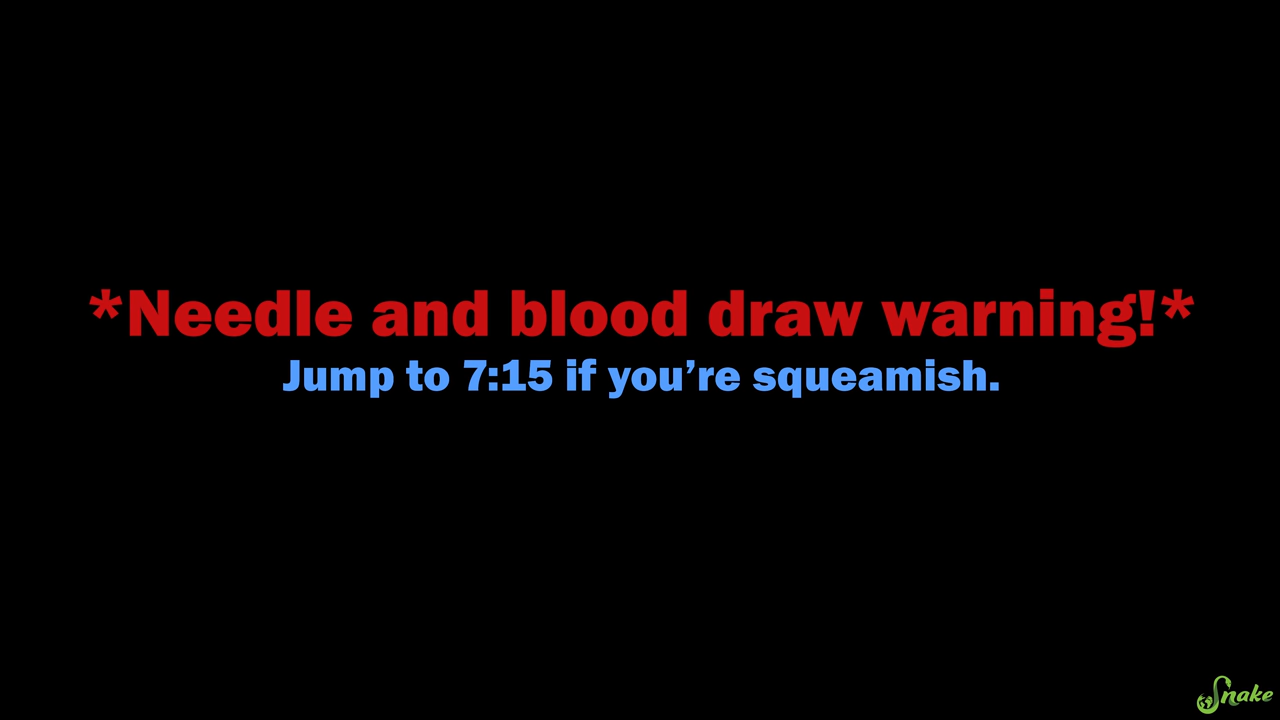 *Needle and blood draw warning!*
Jump to 7:15 if you’re squeamish.
Snake